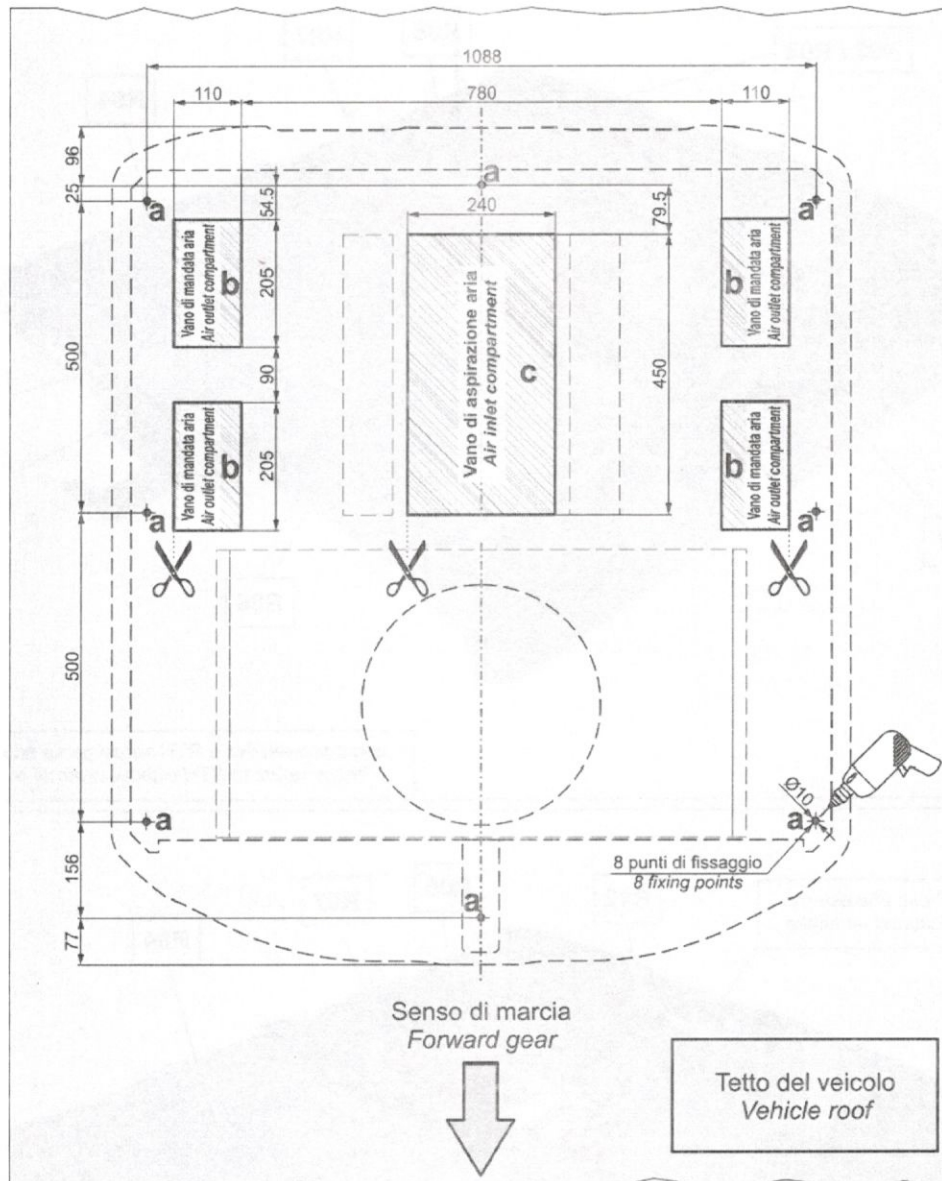 1088
110
780
110
96
25
54.5
a
79.5
a
a
240
Vano di mandata aria
Air outlet compartment
b
205
Vano di aspirazione aria
Air inlet compartment
c
450
b
Vano di mandata aria
Air outlet compartment
500
90
Vano di mandata aria
Air outlet compartment
b
205
b
Vano di mandata aria
Air outlet compartment
a
a
500
Ø10
a
a
8 punti di fissaggio
8 fixing points
156
a
77
Senso di marcia
Forward gear
Tetto del veicolo
Vehicle roof